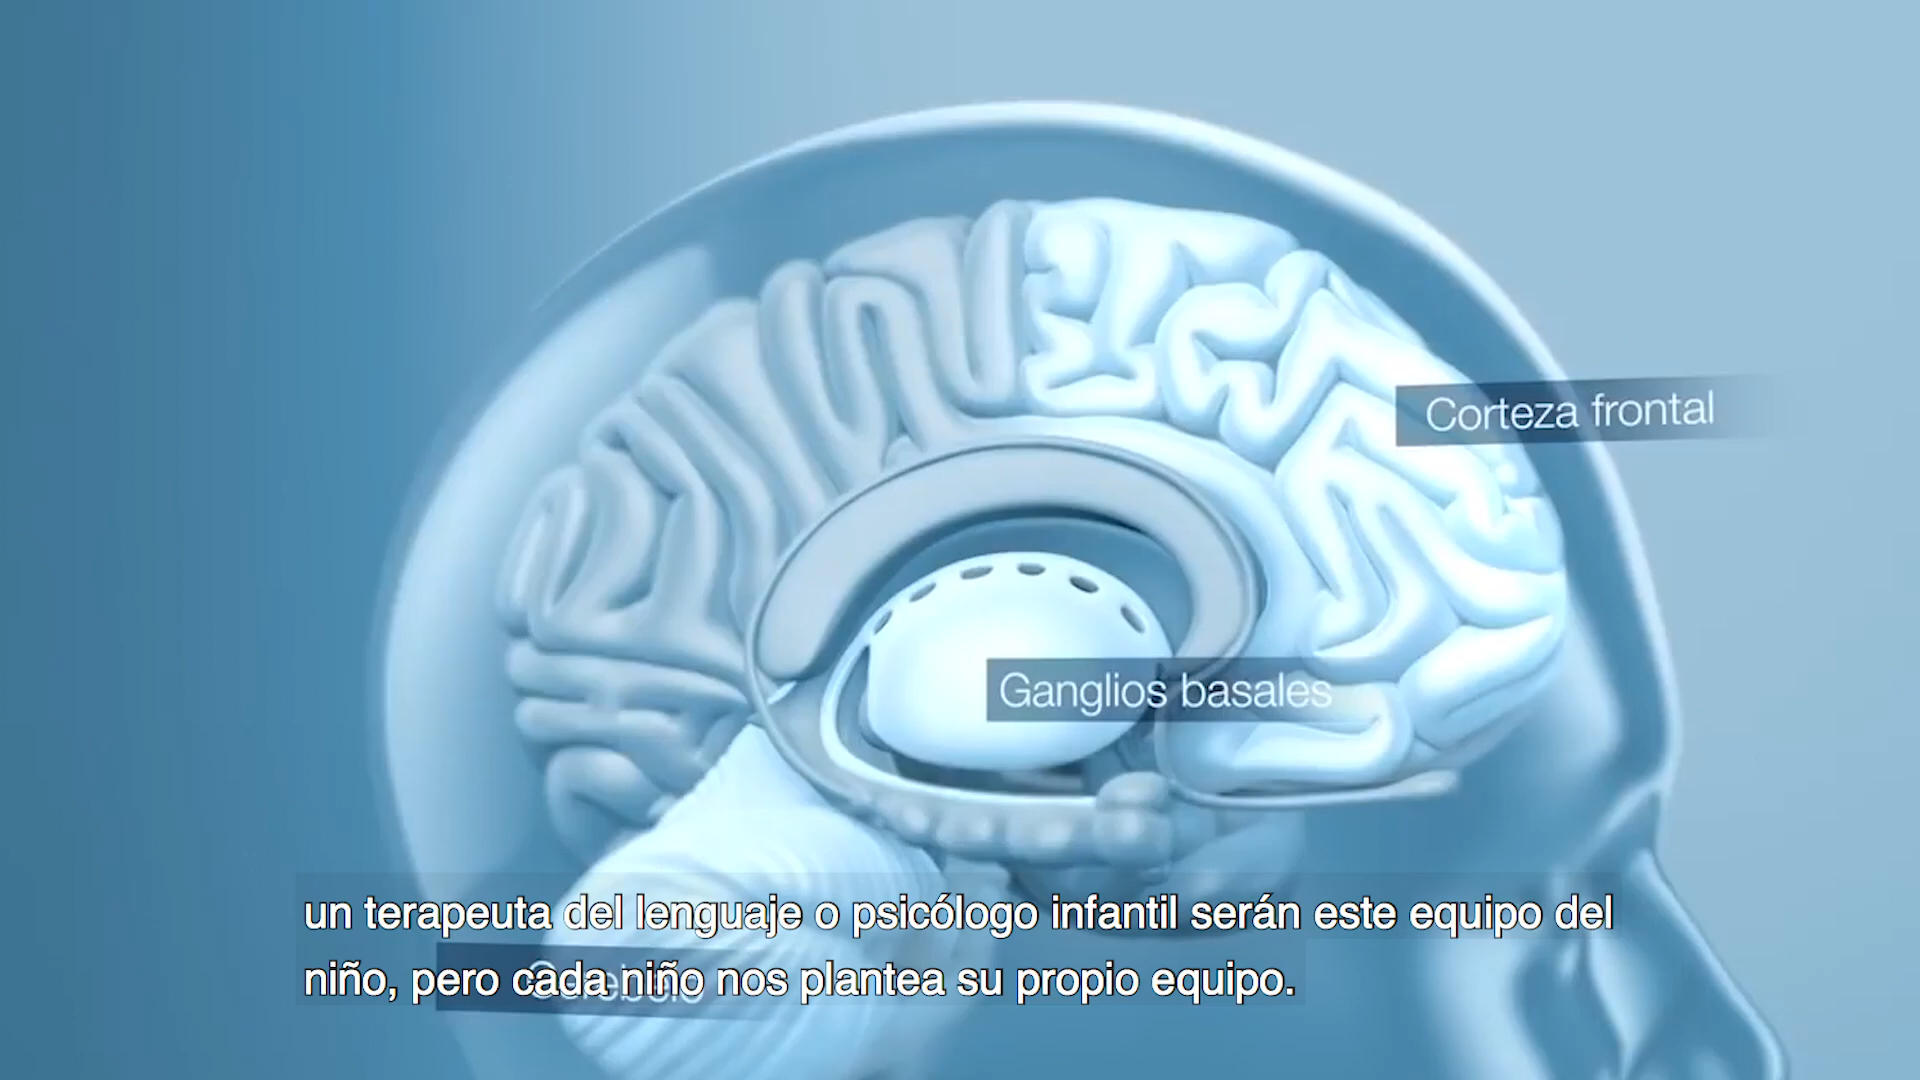 Corteza frontal
Ganglios basales
un terapeuta del lenguaje o psicólogo infantil serán este equipo del
niño, pero cada niño nos plantea su propio equipo.
Cerebelo